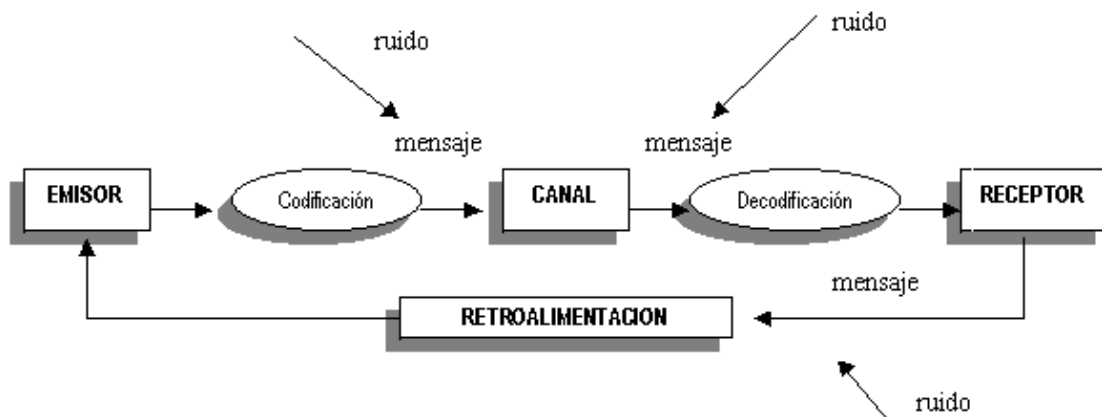 ruido
ruido
mensaje
mensaje
EMISOR
Codificación
CANAL
Decodificación
RECEPTOR
mensaje
RETROALIMENTACION
ruido